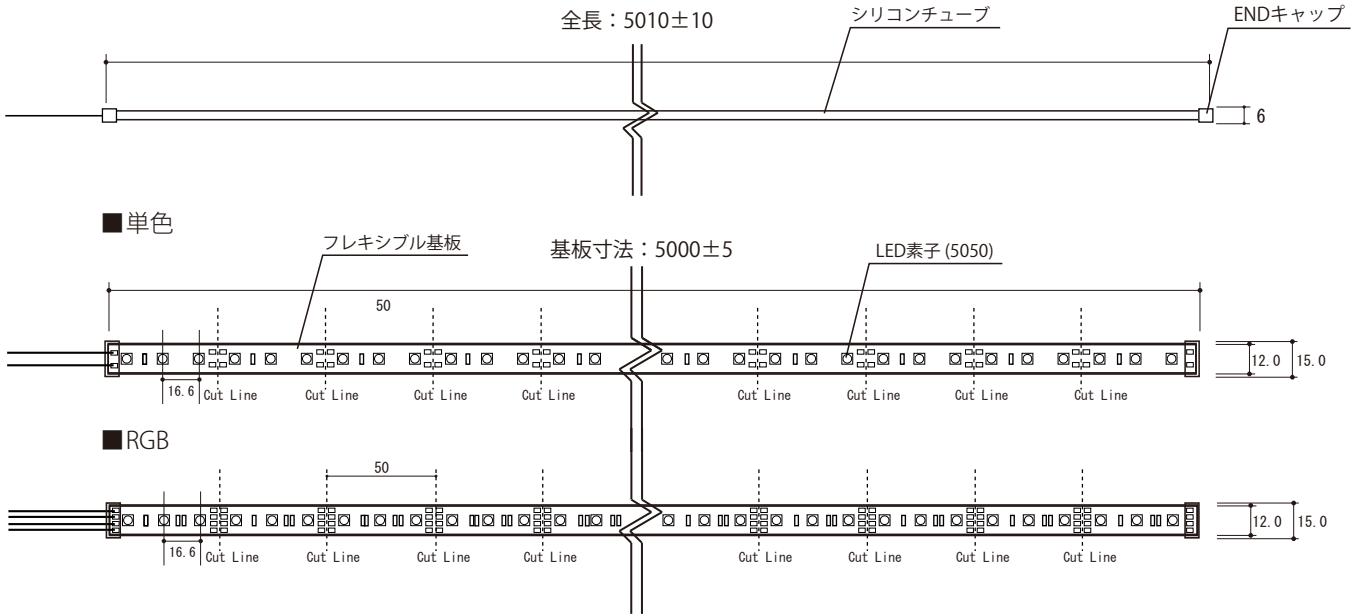 全長：5010±10
シリコンチューブ
ENDキャップ
6
■単色
フレキシブル基板
基板寸法：5000±5
LED素子 (5050)
50
12.0
15.0
16.6
Cut Line
Cut Line
Cut Line
Cut Line
Cut Line
Cut Line
Cut Line
Cut Line
■RGB
50
12.0
15.0
16.6
Cut Line
Cut Line
Cut Line
Cut Line
Cut Line
Cut Line
Cut Line
Cut Line